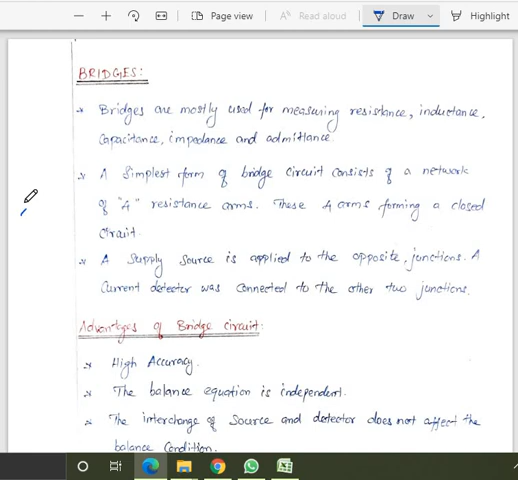 Page view
Read aloud
Draw
Highlight
BRIDGES:
* Bridges are mostly used for measuring resistance, inductance,
Capacitance, impedance and admittance.
* A Simplest form of bridge circuit consists of a network
of "4" resistance arms. These 4 arms forming a closed
Circuit.
* A Supply source is applied to the opposite junctions. A
Current detector was connected to the other two junctions.
Advantages of Bridge circuit:
* High Accuracy.
* The balance equation is independent.
* The interchange of source and detector does not affect the
balance Condition.